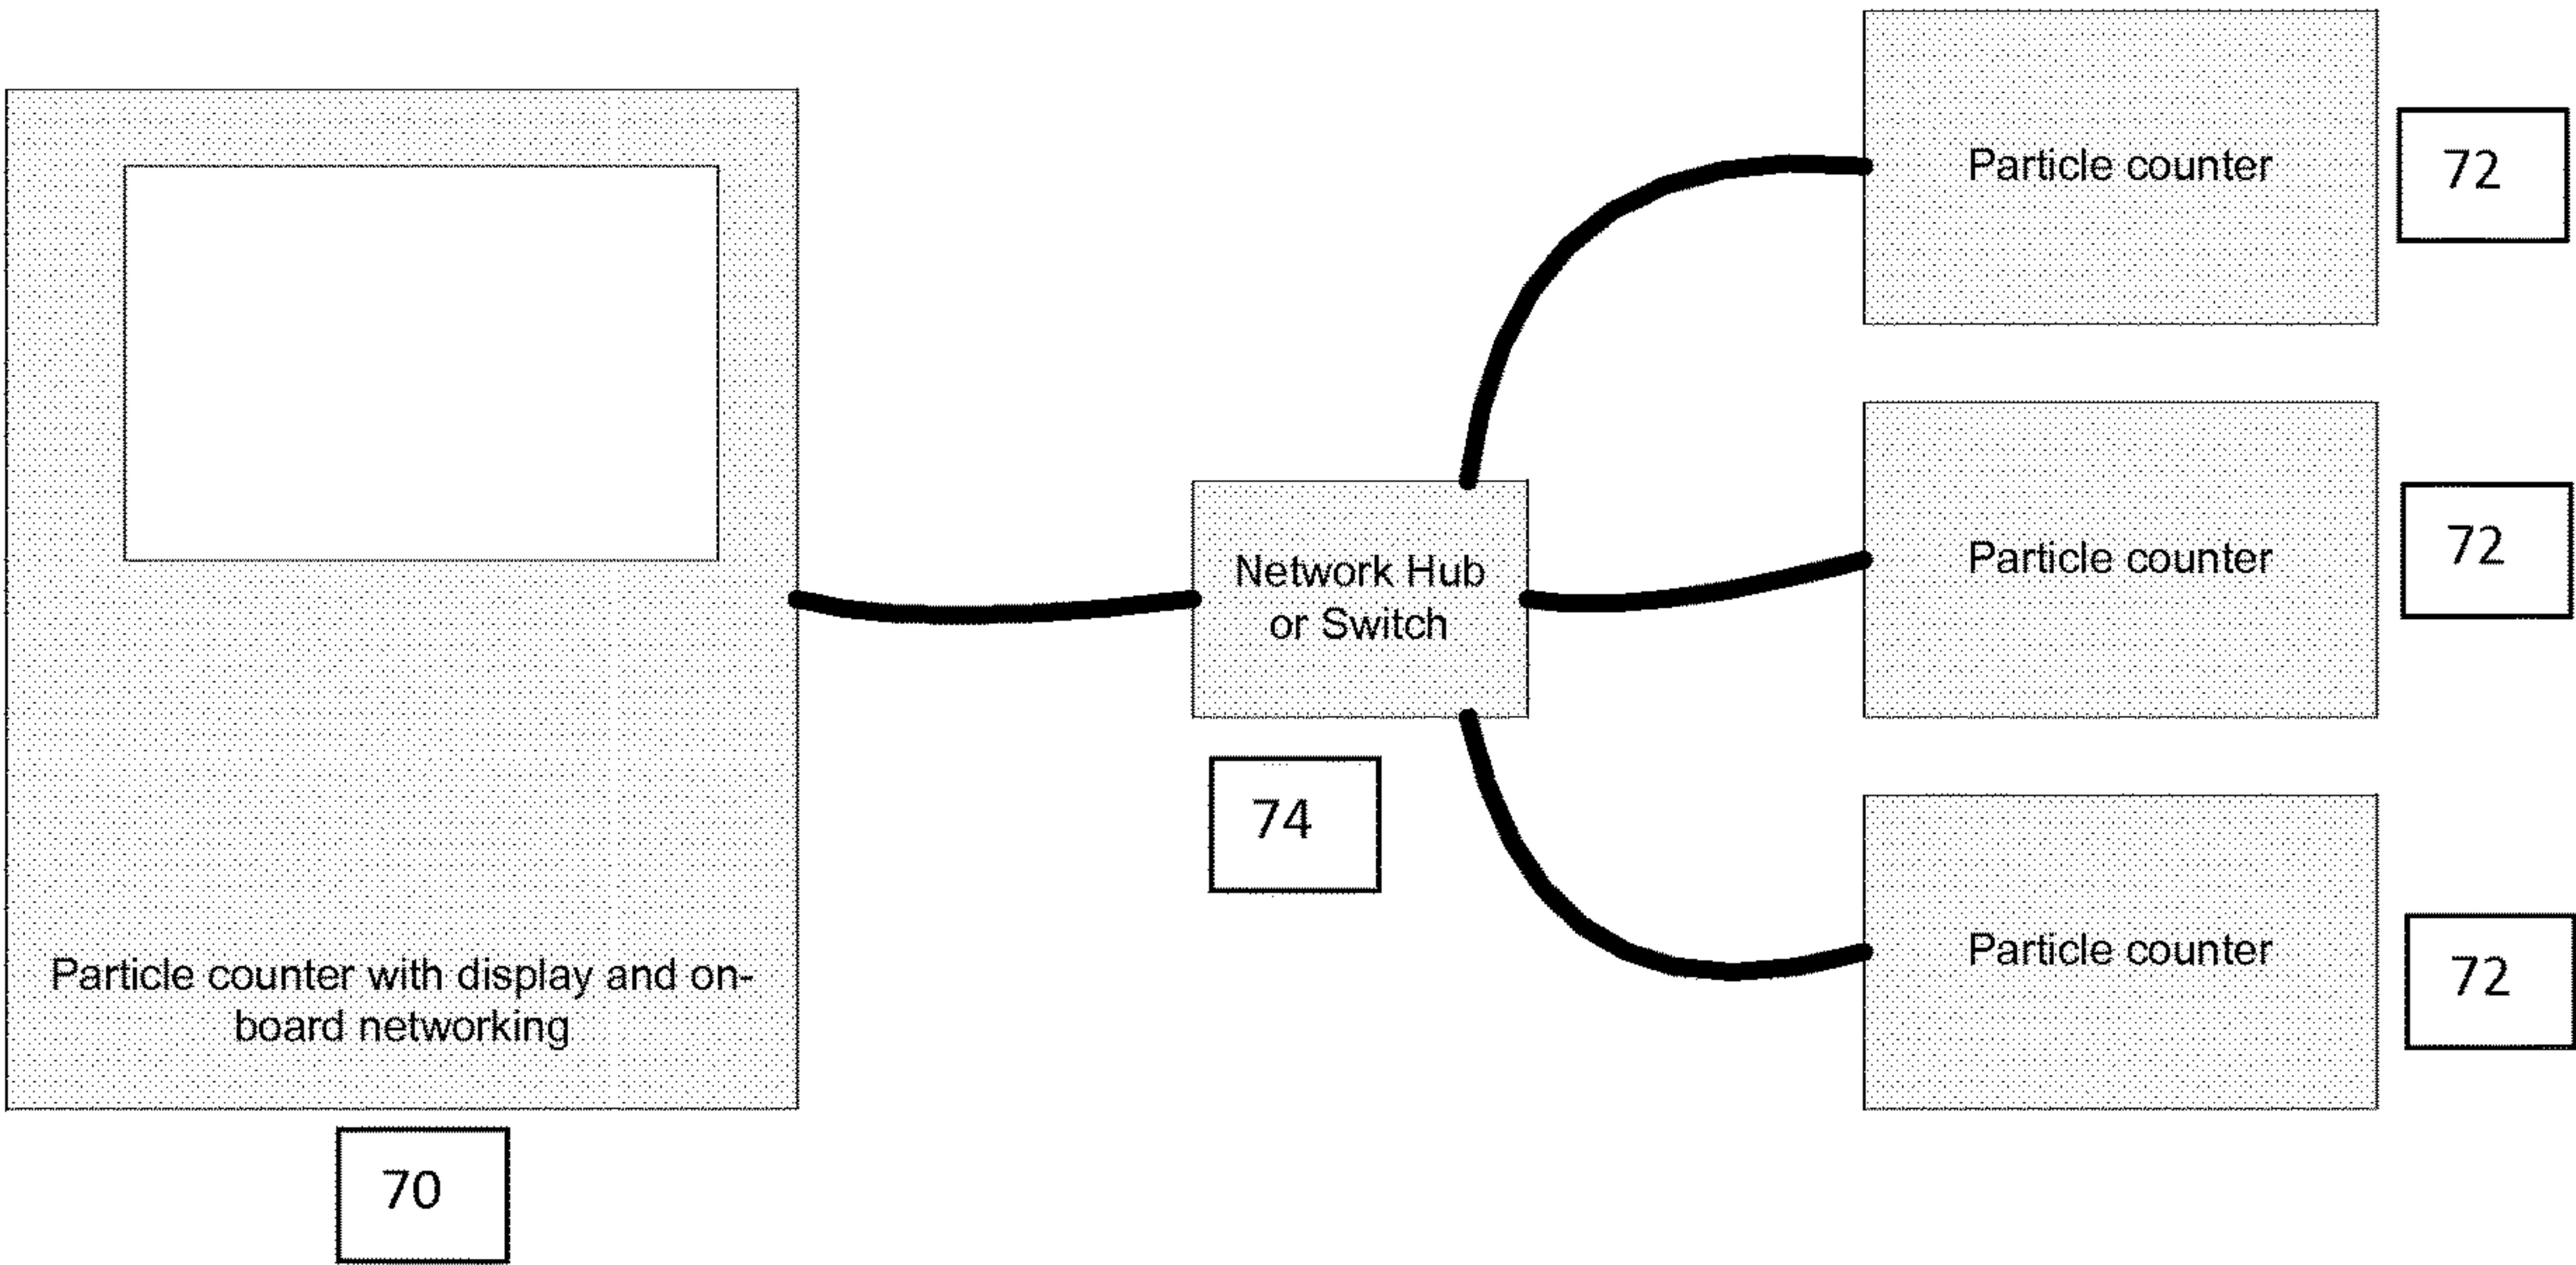 Particle counter
72
Particle counter
72
Network Hub
or Switch
74
Particle counter
72
Particle counter with display and on-
board networking
70